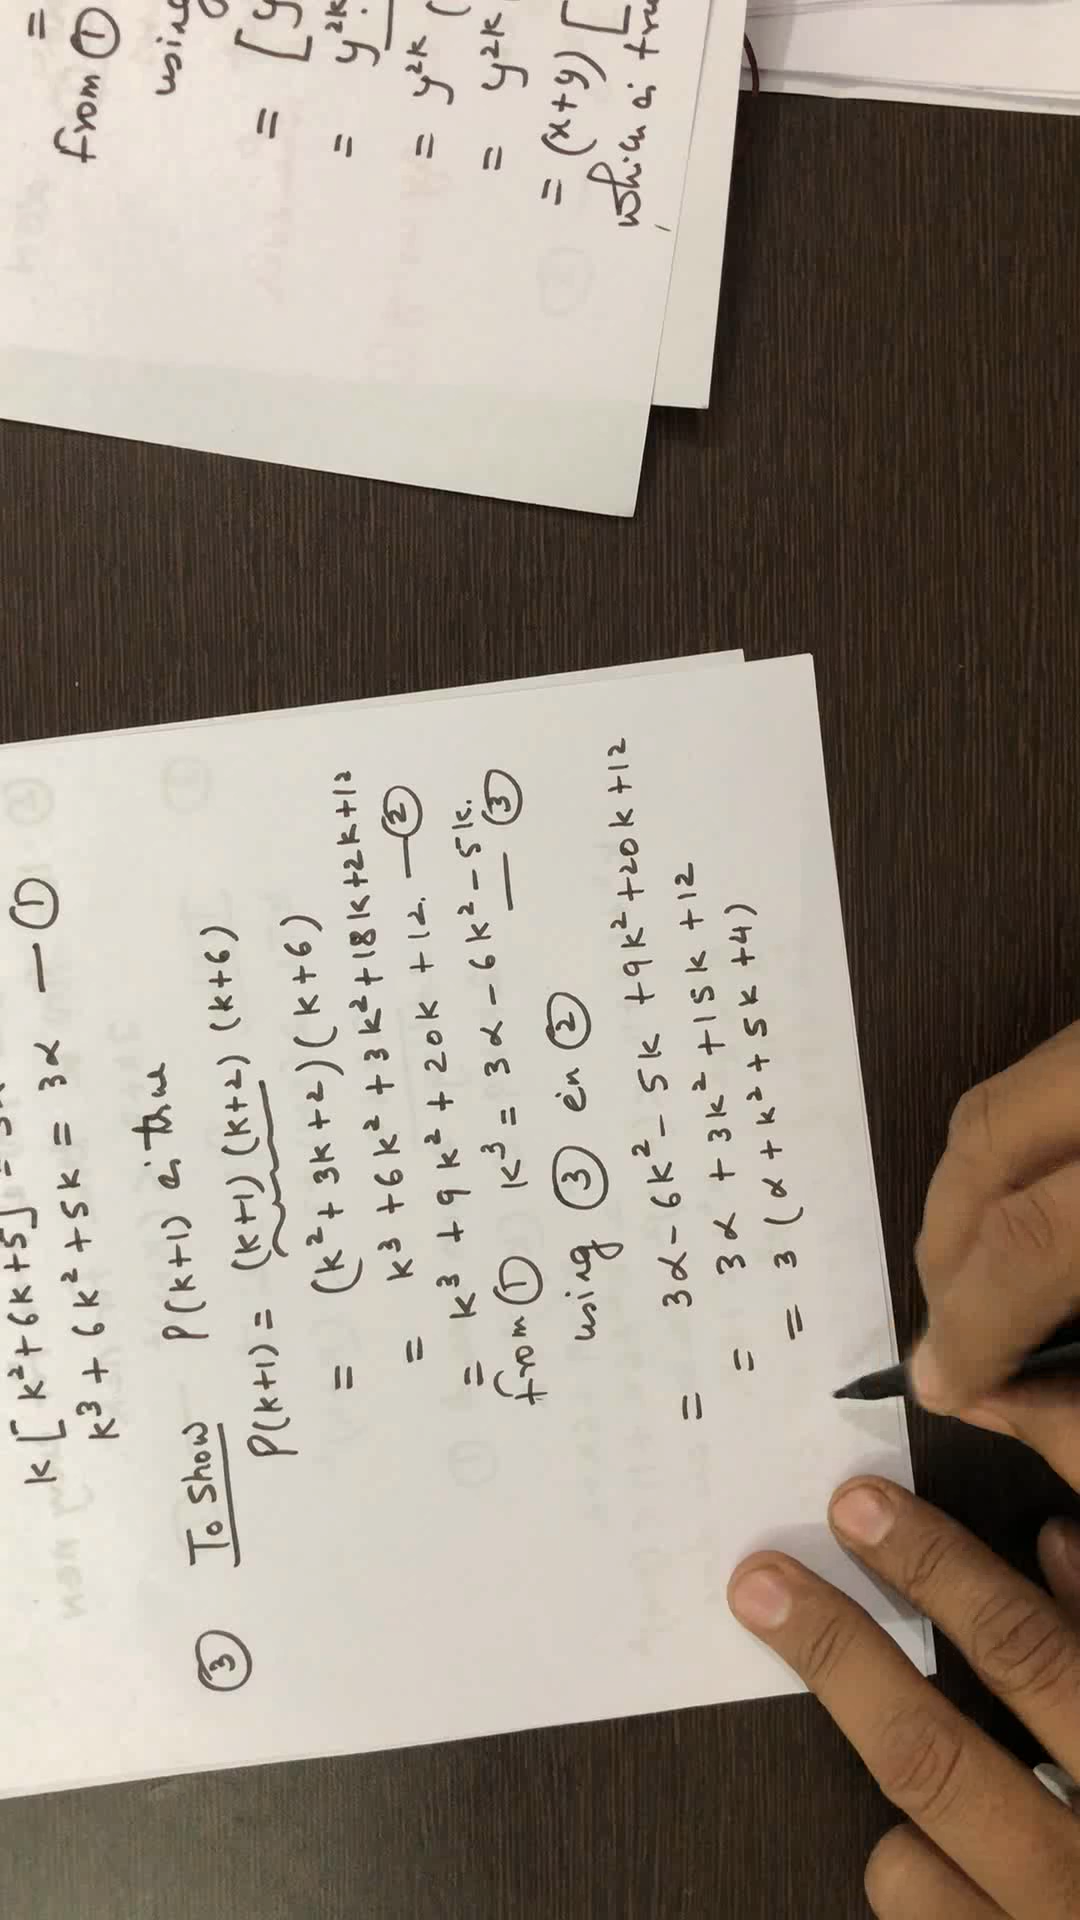 =
from ①
using
= [y
= y^2k.
= y^2k (
= y^2k
= (x+y) [
which is tru
k[k²+6k+5]
k³+6k²+5k = 3α — ①
③ To show P(k+1) is true
P(k+1) = (k+1)(k+2)(k+6)
= (k²+3k+2)(k+6)
= k³+6k²+3k²+18k+2k+12
= k³+9k²+20k+12. — ②
from ① k³ = 3α-6k²-5k. — ③
using ③ in ②
= 3α-6k²-5k+9k²+20k+12
= 3α+3k²+15k+12
= 3(α+k²+5k+4)